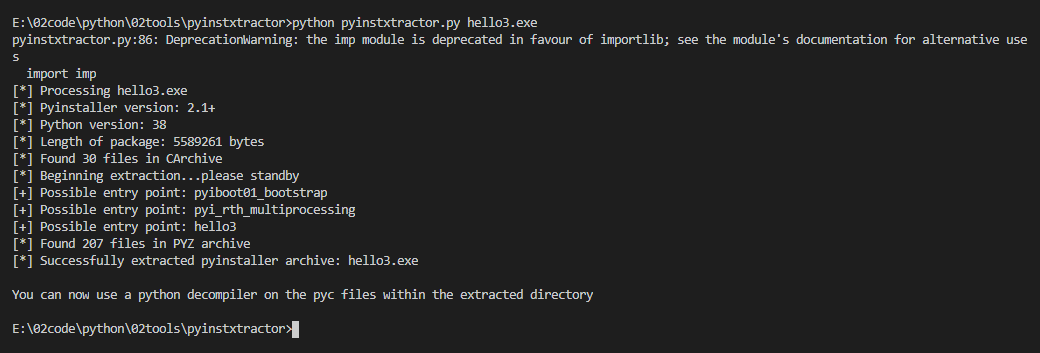 E:\02code\python\02tools\pyinstxtractor>python pyinstxtractor.py hello3.exe
pyinstxtractor.py:86: DeprecationWarning: the imp module is deprecated in favour of importlib; see the module's documentation for alternative use
s
  import imp
[*] Processing hello3.exe
[*] Pyinstaller version: 2.1+
[*] Python version: 38
[*] Length of package: 5589261 bytes
[*] Found 30 files in CArchive
[*] Beginning extraction...please standby
[+] Possible entry point: pyiboot01_bootstrap
[+] Possible entry point: pyi_rth_multiprocessing
[+] Possible entry point: hello3
[*] Found 207 files in PYZ archive
[*] Successfully extracted pyinstaller archive: hello3.exe
You can now use a python decompiler on the pyc files within the extracted directory
E:\02code\python\02tools\pyinstxtractor>